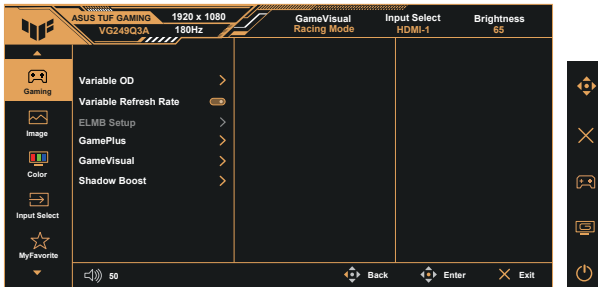 ASUS TUF GAMING 1920 x 1080
VG249Q3A 180Hz
GameVisual
Racing Mode
Input Select
HDMI-1
Brightness
65
Gaming
Image
Color
Input Select
MyFavorite
Variable OD
Variable Refresh Rate
ELMB Setup
GamePlus
GameVisual
Shadow Boost
50
Back
Enter
Exit